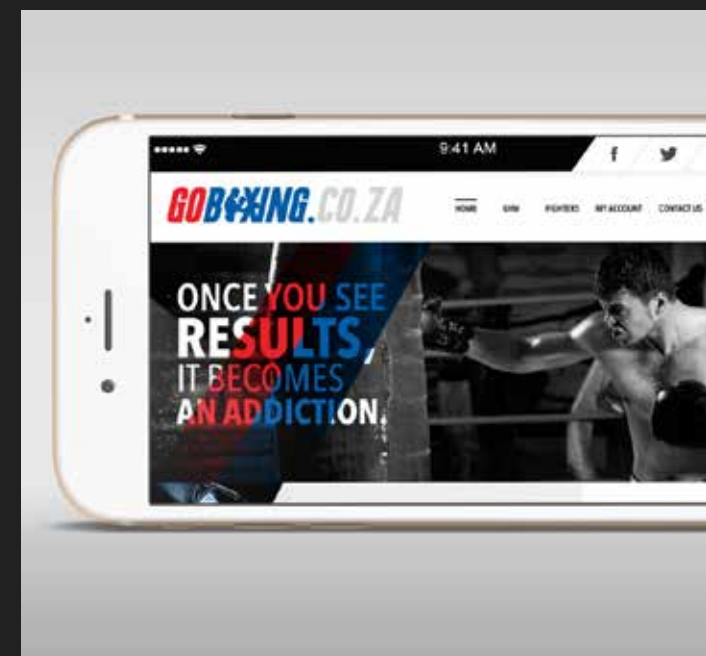 9:41 AM
f
GOBOXING.CO.ZA
HOME GYM FIGHTERS MY ACCOUNT CONTACT US
ONCE YOU SEE
RESULTS,
IT BECOMES
AN ADDICTION.